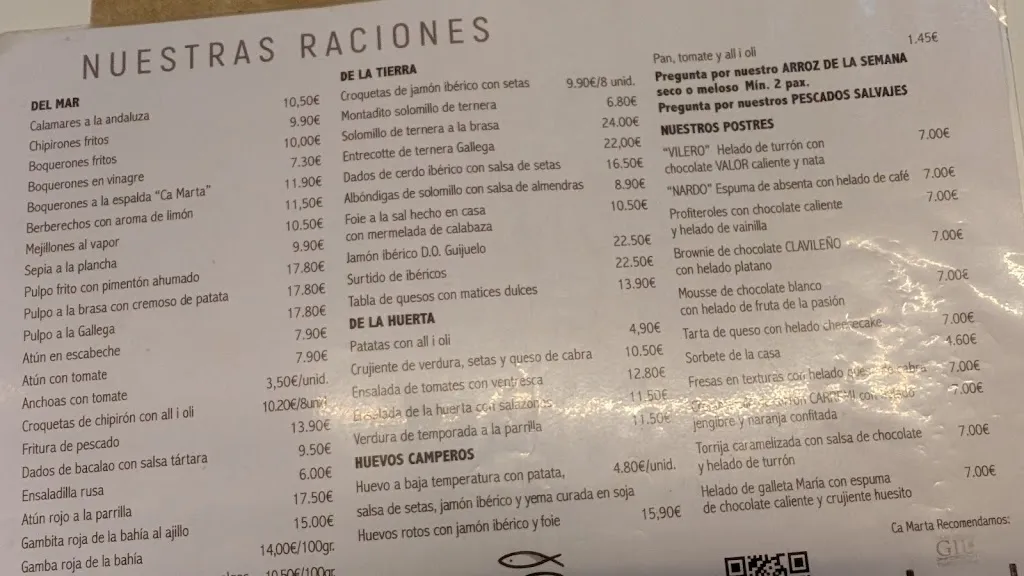 NUESTRAS RACIONES
DEL MAR
Calamares a la andaluza 10,50€
Chipirones fritos 9.90€
Boquerones fritos 10,00€
Boquerones en vinagre 7.30€
Boquerones a la espalda “Ca Marta” 11.90€
Berberechos con aroma de limón 11,50€
Mejillones al vapor 10.50€
Sepia a la plancha 9.90€
Pulpo frito con pimentón ahumado 17.80€
Pulpo a la brasa con cremoso de patata 17.80€
Pulpo a la Gallega 17.80€
Atún en escabeche 7.90€
Atún con tomate 7.90€
Anchoas con tomate 3,50€/unid.
Croquetas de chipirón con all i oli 10.20€/8unid
Fritura de pescado 13.90€
Dados de bacalao con salsa tártara 9.50€
Ensaladilla rusa 6.00€
Atún rojo a la parrilla 17.50€
Gambita roja de la bahía al ajillo 15.00€
Gamba roja de la bahía 14,00€/100gr.
10.50€/100gr.
DE LA TIERRA
Croquetas de jamón ibérico con setas 9.90€/8 unid.
Montadito solomillo de ternera 6.80€
Solomillo de ternera a la brasa 24.00€
Entrecotte de ternera Gallega 22,00€
Dados de cerdo ibérico con salsa de setas 16.50€
Albóndigas de solomillo con salsa de almendras 8.90€
Foie a la sal hecho en casa 10.50€
con mermelada de calabaza
Jamón ibérico D.O. Guijuelo 22.50€
Surtido de ibéricos 22.50€
Tabla de quesos con matices dulces 13.90€
DE LA HUERTA
Patatas con all i oli 4,90€
Crujiente de verdura, setas y queso de cabra 10.50€
Ensalada de tomates con ventresca 12.80€
Ensalada de la huerta con salazones 11.50€
Verdura de temporada a la parrilla 11.50€
HUEVOS CAMPEROS
Huevo a baja temperatura con patata, 4.80€/unid.
salsa de setas, jamón ibérico y yema curada en soja
Huevos rotos con jamón ibérico y foie 15,90€
Pan, tomate y all i oli 1.45€
Pregunta por nuestro ARROZ DE LA SEMANA
seco o meloso Mín. 2 pax.
Pregunta por nuestros PESCADOS SALVAJES
NUESTROS POSTRES
“VILERO” Helado de turrón con 7.00€
chocolate VALOR caliente y nata
“NARDO” Espuma de absenta con helado de café 7.00€
Profiteroles con chocolate caliente 7.00€
y helado de vainilla
Brownie de chocolate CLAVILEÑO 7.00€
con helado platano
Mousse de chocolate blanco 7.00€
con helado de fruta de la pasión
Tarta de queso con helado cheesecake 7.00€
Sorbete de la casa 4.60€
Fresas en texturas con helado queso de cabra 7.00€
con 7.00€
jengibre y naranja confitada
Torrija caramelizada con salsa de chocolate 7.00€
y helado de turrón
Helado de galleta María con espuma 7.00€
de chocolate caliente y crujiente huesito
Ca Marta Recomendamos: